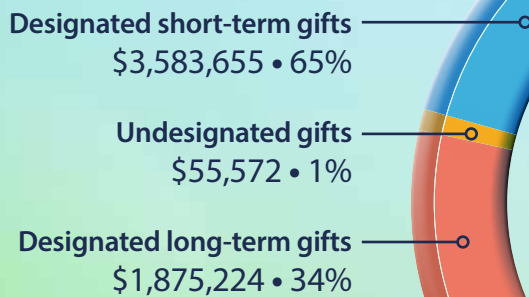 Designated short-term gifts
$3,583,655 • 65%
Undesignated gifts
$55,572 • 1%
Designated long-term gifts
$1,875,224 • 34%